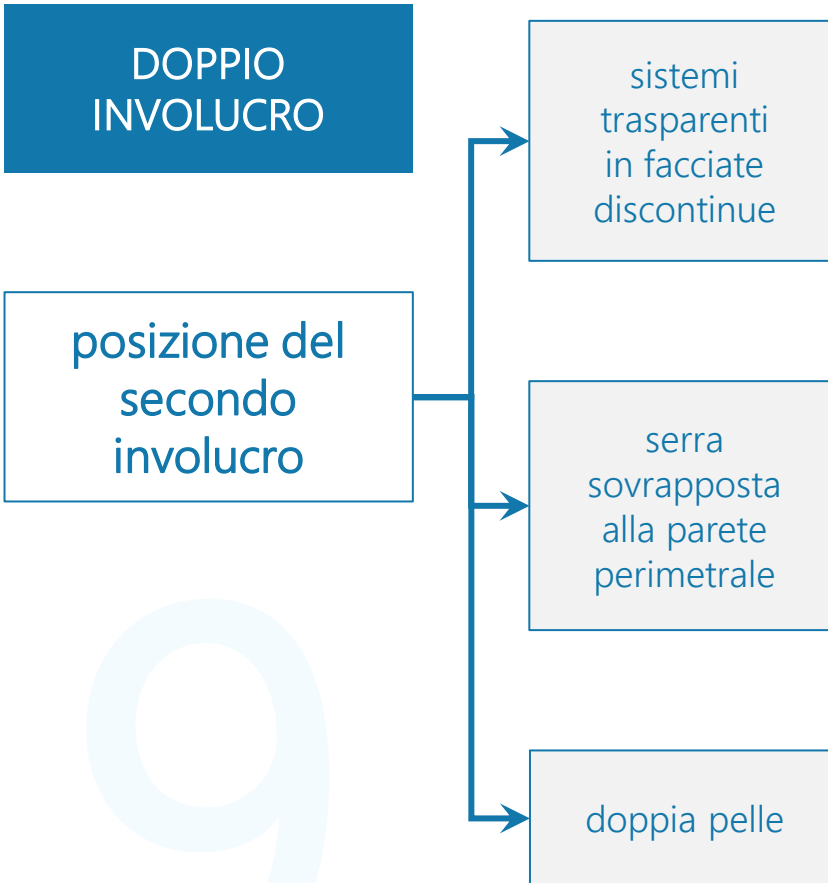 DOPPIO
INVOLUCRO
posizione del
secondo
involucro
sistemi
trasparenti
in facciate
discontinue
serra
sovrapposta
alla parete
perimetrale
doppia pelle
9